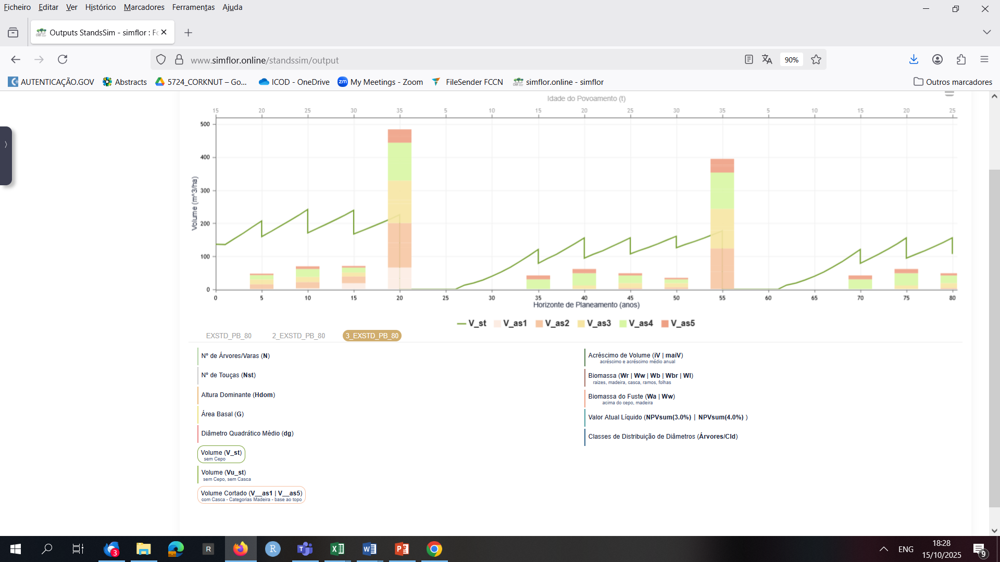 Ficheiro Editar Ver Histórico Marcadores Ferramentas Ajuda
Outputs StandsSim - simflor : Fo
www.simflor.online/standssim/output
90%
AUTENTICAÇÃO.GOV Abstracts 5724_CORKNUT – Go... ICOD - OneDrive zm My Meetings - Zoom FileSender FCCN simflor.online - simflor Outros marcadores
Idade do Povoamento (t)
15 20 25 30 35 5 10 15 20 25 30 35 5 10 15 20 25
500
400
300
200
100
0
Volume (m^3/ha)
0 5 10 15 20 25 30 35 40 45 50 55 60 65 70 75 80
Horizonte de Planeamento (anos)
V_st V_as1 V_as2 V_as3 V_as4 V_as5
EXSTD_PB_80 2_EXSTD_PB_80 3_EXSTD_PB_80
Nº de Árvores/Varas (N)
Nº de Touças (Nst)
Altura Dominante (Hdom)
Área Basal (G)
Diâmetro Quadrático Médio (dg)
Volume (V_st)
sem Cepo
Volume (Vu_st)
sem Cepo, sem Casca
Volume Cortado (V__as1 | V__as5)
com Casca - Categorias Madeira - base ao topo
Acréscimo de Volume (iV | maiV)
acréscimo e acréscimo médio anual
Biomassa (Wr | Ww | Wb | Wbr | Wl)
raizes, madeira, casca, ramos, folhas
Biomassa do Fuste (Wa | Ww)
acima do cepo, madeira
Valor Atual Líquido (NPVsum(3.0%) | NPVsum(4.0%) )
Classes de Distribuição de Diâmetros (Árvores/Cld)
3
R
R
ENG
18:28
15/10/2025
9